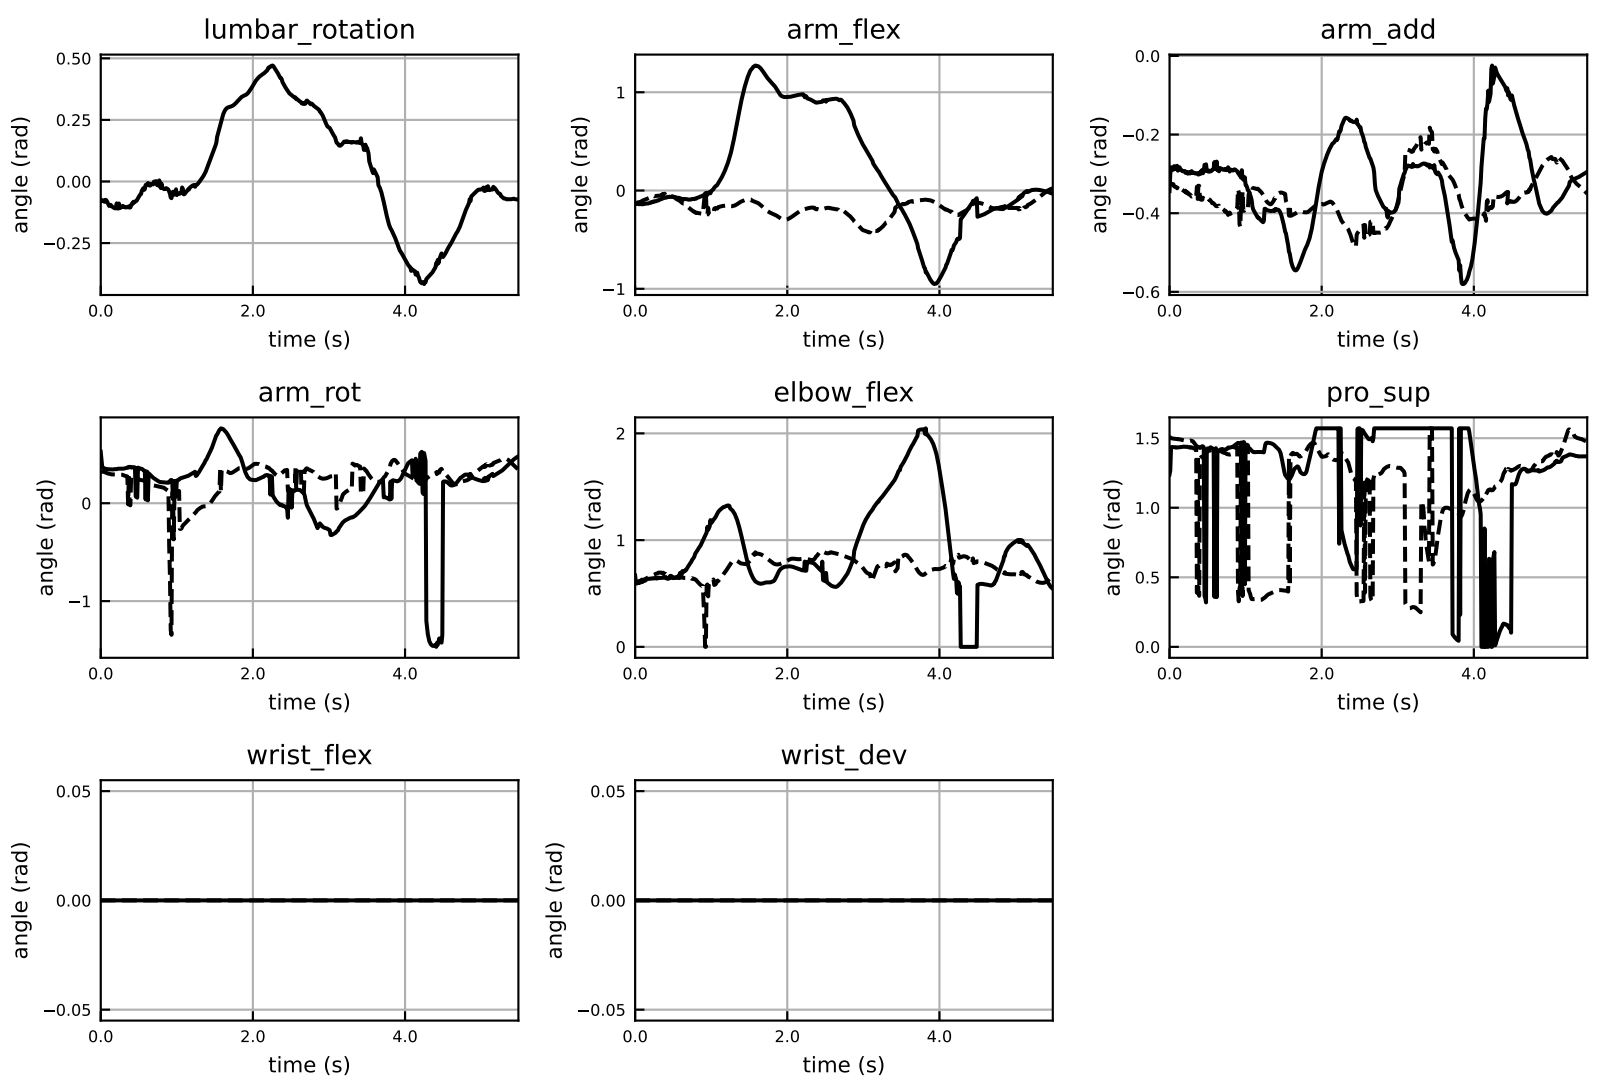 lumbar_rotation
angle (rad)
0.50
0.25
0.00
−0.25
0.0 2.0 4.0
time (s)
arm_flex
angle (rad)
1
0
−1
0.0 2.0 4.0
time (s)
arm_add
angle (rad)
0.0
−0.2
−0.4
−0.6
0.0 2.0 4.0
time (s)
arm_rot
angle (rad)
0
−1
0.0 2.0 4.0
time (s)
elbow_flex
angle (rad)
2
1
0
0.0 2.0 4.0
time (s)
pro_sup
angle (rad)
1.5
1.0
0.5
0.0
0.0 2.0 4.0
time (s)
wrist_flex
angle (rad)
0.05
0.00
−0.05
0.0 2.0 4.0
time (s)
wrist_dev
angle (rad)
0.05
0.00
−0.05
0.0 2.0 4.0
time (s)